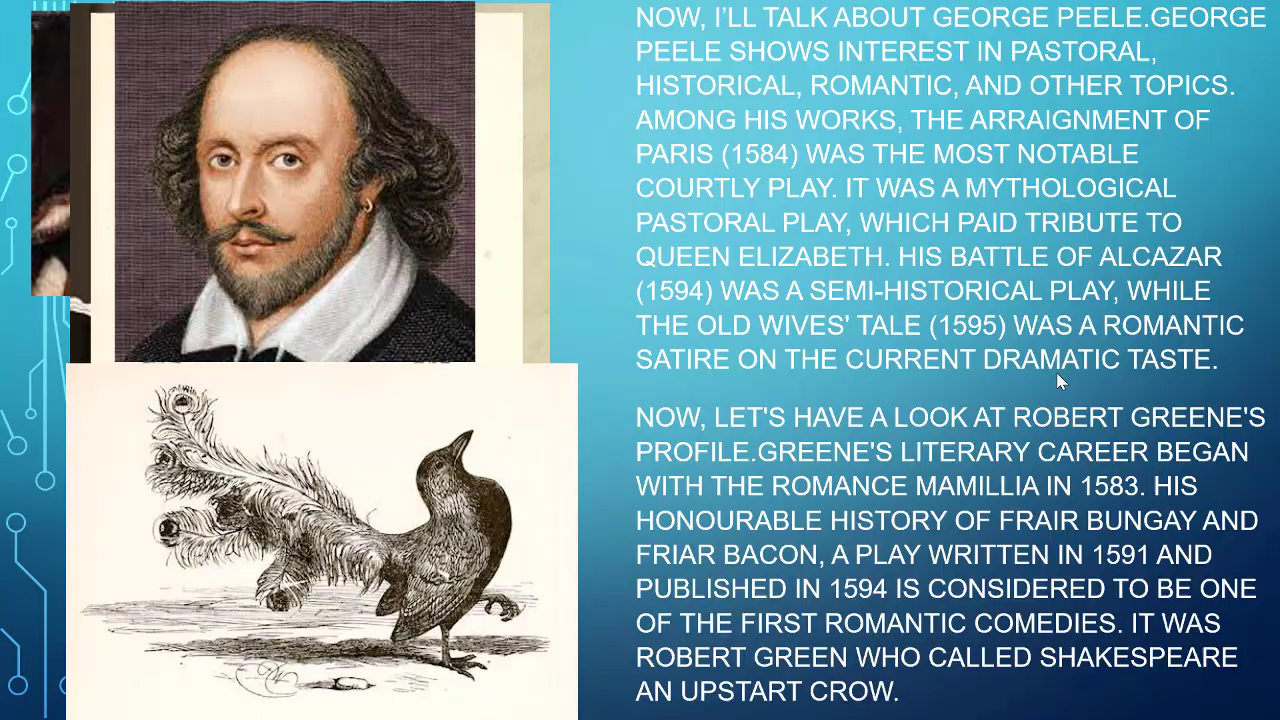 NOW, I’LL TALK ABOUT GEORGE PEELE.GEORGE
PEELE SHOWS INTEREST IN PASTORAL,
HISTORICAL, ROMANTIC, AND OTHER TOPICS.
AMONG HIS WORKS, THE ARRAIGNMENT OF
PARIS (1584) WAS THE MOST NOTABLE
COURTLY PLAY. IT WAS A MYTHOLOGICAL
PASTORAL PLAY, WHICH PAID TRIBUTE TO
QUEEN ELIZABETH. HIS BATTLE OF ALCAZAR
(1594) WAS A SEMI-HISTORICAL PLAY, WHILE
THE OLD WIVES' TALE (1595) WAS A ROMANTIC
SATIRE ON THE CURRENT DRAMATIC TASTE.
NOW, LET'S HAVE A LOOK AT ROBERT GREENE'S
PROFILE.GREENE'S LITERARY CAREER BEGAN
WITH THE ROMANCE MAMILLIA IN 1583. HIS
HONOURABLE HISTORY OF FRAIR BUNGAY AND
FRIAR BACON, A PLAY WRITTEN IN 1591 AND
PUBLISHED IN 1594 IS CONSIDERED TO BE ONE
OF THE FIRST ROMANTIC COMEDIES. IT WAS
ROBERT GREEN WHO CALLED SHAKESPEARE
AN UPSTART CROW.